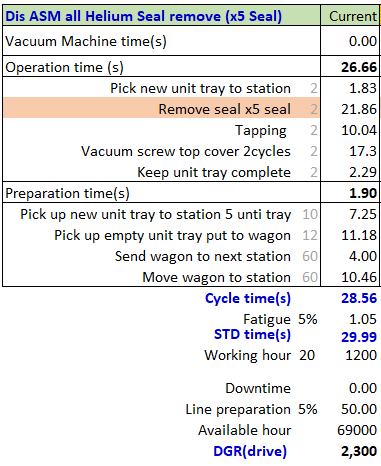 Dis ASM all Helium Seal remove (x5 Seal) Current
Vacuum Machine time(s) 0.00
Operation time (s) 26.66
Pick new unit tray to station 2 1.83
Remove seal x5 seal 2 21.86
Tapping 2 10.04
Vacuum screw top cover 2cycles 2 17.3
Keep unit tray complete 2 2.29
Preparation time(s) 1.90
Pick up new unit tray to station 5 unti tray 10 7.25
Pick up empty unit tray put to wagon 12 11.18
Send wagon to next station 60 4.00
Move wagon to station 60 10.46
Cycle time(s) 28.56
Fatigue 5% 1.05
STD time(s) 29.99
Working hour 20 1200
Downtime 0.00
Line preparation 5% 50.00
Available hour 69000
DGR(drive) 2,300